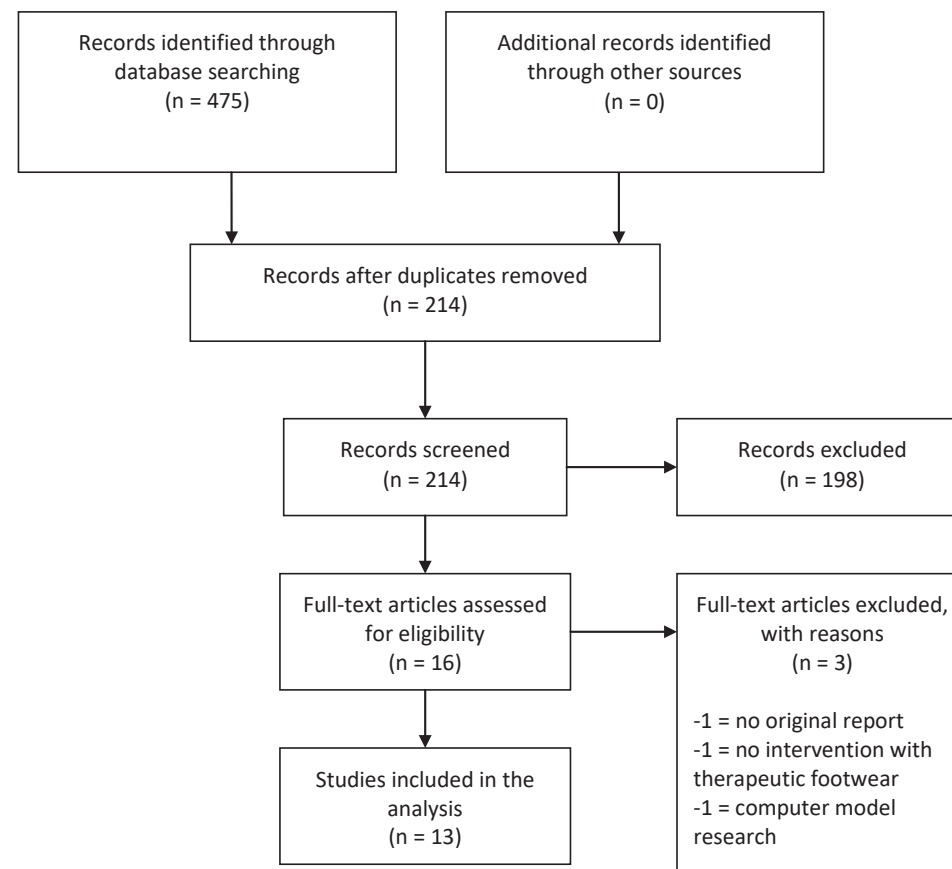 Records identified through
database searching
(n = 475)
Additional records identified
through other sources
(n = 0)
Records after duplicates removed
(n = 214)
Records screened
(n = 214)
Records excluded
(n = 198)
Full-text articles assessed
for eligibility
(n = 16)
Full-text articles excluded,
with reasons
(n = 3)
-1 = no original report
-1 = no intervention with
therapeutic footwear
-1 = computer model
research
Studies included in the
analysis
(n = 13)